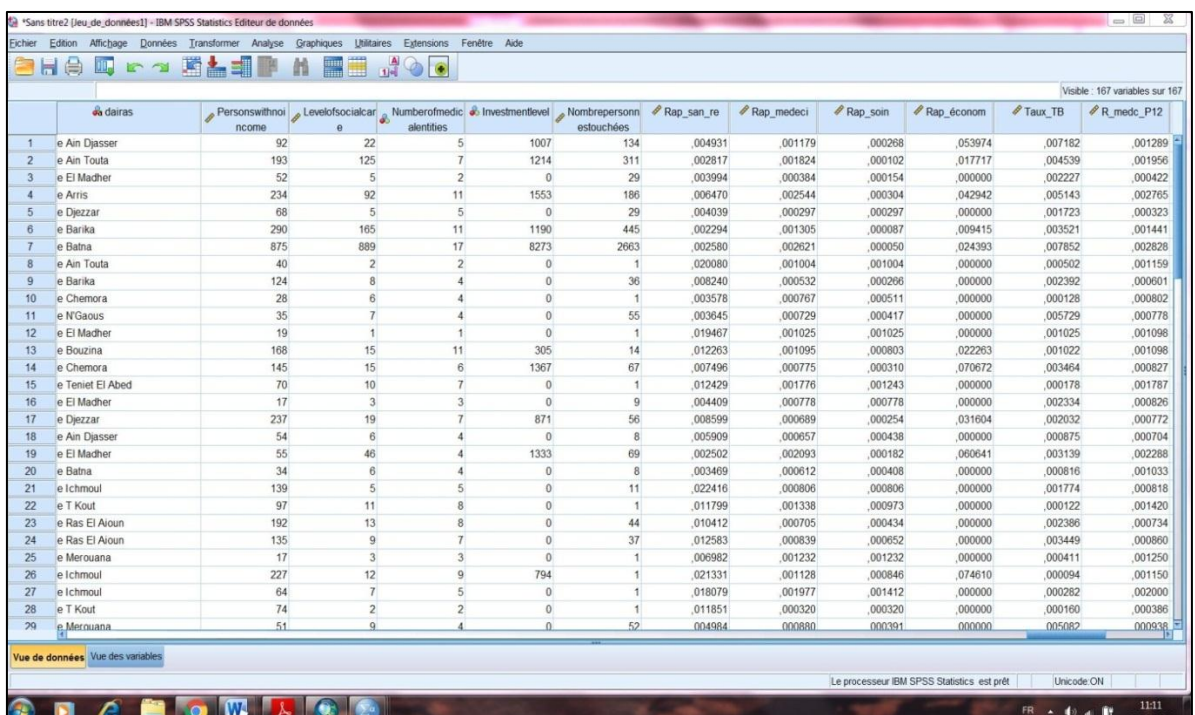 *Sans titre2 [Jeu_de_données1] - IBM SPSS Statistics Editeur de données
Fichier Edition Affichage Données Transformer Analyse Graphiques Utilitaires Extensions Fenêtre Aide
Visible : 167 variables sur 167
dairas Personswithnoincome Levelofsocialcare Numberofmedicalentities Investmentlevel Nombrepersonnestouchées Rap_san_re Rap_medeci Rap_soin Rap_économ Taux_TB R_medc_P12
1 e Ain Djasser 92 22 5 1007 134 ,004931 ,001179 ,000268 ,053974 ,007182 ,001289
2 e Ain Touta 193 125 7 1214 311 ,002817 ,001824 ,000102 ,017717 ,004539 ,001956
3 e El Madher 52 5 2 0 29 ,003994 ,000384 ,000154 ,000000 ,002227 ,000422
4 e Arris 234 92 11 1553 186 ,006470 ,002544 ,000304 ,042942 ,005143 ,002765
5 e Djezzar 68 5 5 0 29 ,004039 ,000297 ,000297 ,000000 ,001723 ,000323
6 e Barika 290 165 11 1190 445 ,002294 ,001305 ,000087 ,009415 ,003521 ,001441
7 e Batna 875 889 17 8273 2663 ,002580 ,002621 ,000050 ,024393 ,007852 ,002828
8 e Ain Touta 40 2 2 0 1 ,020080 ,001004 ,001004 ,000000 ,000502 ,001159
9 e Barika 124 8 4 0 36 ,008240 ,000532 ,000266 ,000000 ,002392 ,000601
10 e Chemora 28 6 4 0 1 ,003578 ,000767 ,000511 ,000000 ,000128 ,000802
11 e N'Gaous 35 7 4 0 55 ,003645 ,000729 ,000417 ,000000 ,005729 ,000778
12 e El Madher 19 1 1 0 1 ,019467 ,001025 ,001025 ,000000 ,001025 ,001098
13 e Bouzina 168 15 11 305 14 ,012263 ,001095 ,000803 ,022263 ,001022 ,001098
14 e Chemora 145 15 6 1367 67 ,007496 ,000775 ,000310 ,070672 ,003464 ,000827
15 e Teniet El Abed 70 10 7 0 1 ,012429 ,001776 ,001243 ,000000 ,000178 ,001787
16 e El Madher 17 3 3 0 9 ,004409 ,000778 ,000778 ,000000 ,002334 ,000826
17 e Djezzar 237 19 7 871 56 ,008599 ,000689 ,000254 ,031604 ,002032 ,000772
18 e Ain Djasser 54 6 4 0 8 ,005909 ,000657 ,000438 ,000000 ,000875 ,000704
19 e El Madher 55 46 4 1333 69 ,002502 ,002093 ,000182 ,060641 ,003139 ,002288
20 e Batna 34 6 4 0 8 ,003469 ,000612 ,000408 ,000000 ,000816 ,001033
21 e Ichmoul 139 5 5 0 11 ,022416 ,000806 ,000806 ,000000 ,001774 ,000818
22 e T Kout 97 11 8 0 1 ,011799 ,001338 ,000973 ,000000 ,000122 ,001420
23 e Ras El Aioun 192 13 8 0 44 ,010412 ,000705 ,000434 ,000000 ,002386 ,000734
24 e Ras El Aioun 135 9 7 0 37 ,012583 ,000839 ,000652 ,000000 ,003449 ,000860
25 e Merouana 17 3 3 0 1 ,006982 ,001232 ,001232 ,000000 ,000411 ,001250
26 e Ichmoul 227 12 9 794 1 ,021331 ,001128 ,000846 ,074610 ,000094 ,001150
27 e Ichmoul 64 7 5 0 1 ,018079 ,001977 ,001412 ,000000 ,000282 ,002000
28 e T Kout 74 2 2 0 1 ,011851 ,000320 ,000320 ,000000 ,000160 ,000386
29 e Merouana 51 9 4 0 52 ,004984 ,000880 ,000391 ,000000 ,005082 ,000938
Vue de données Vue des variables
Le processeur IBM SPSS Statistics est prêt Unicode:ON
FR 11:11